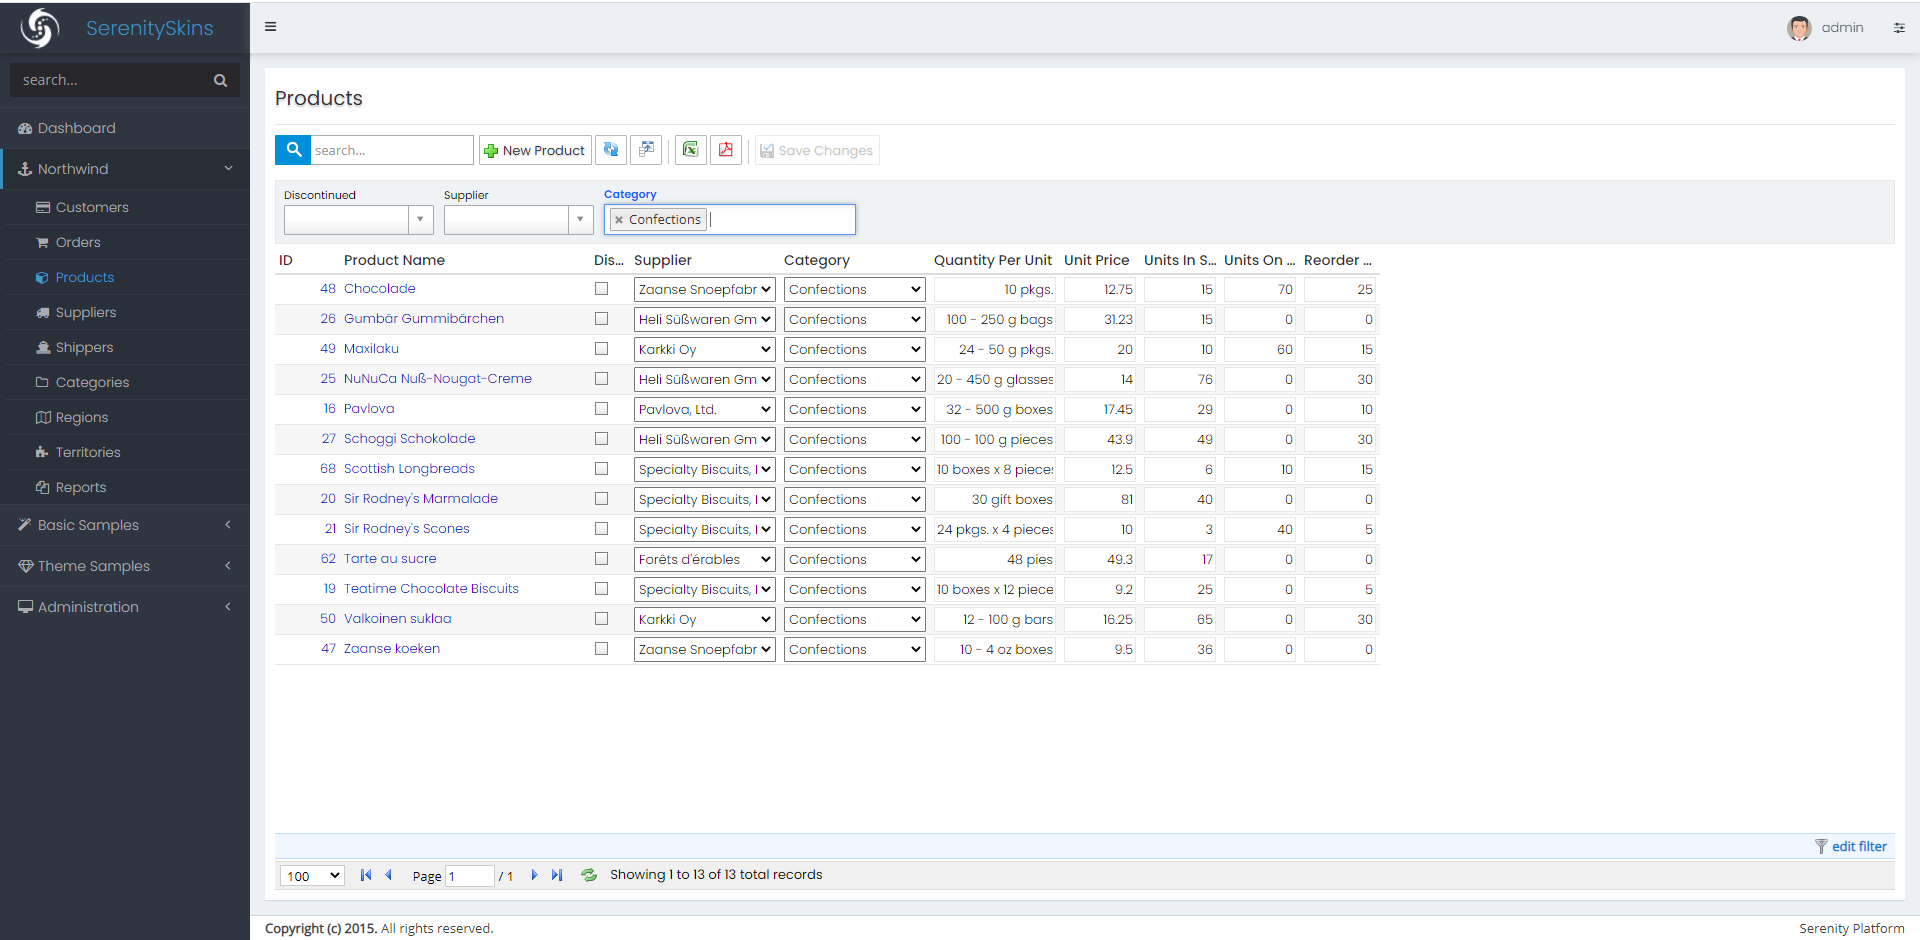 SerenitySkins
admin
search...
Dashboard
Northwind
Customers
Orders
Products
Suppliers
Shippers
Categories
Regions
Territories
Reports
Basic Samples
Theme Samples
Administration
Products
search... New Product Save Changes
Discontinued Supplier Category
Confections
ID Product Name Dis... Supplier Category Quantity Per Unit Unit Price Units In S... Units On ... Reorder ...
48 Chocolade Zaanse Snoepfabr Confections 10 pkgs. 12.75 15 70 25
26 Gumbär Gummibärchen Heli Süßwaren Gm Confections 100 - 250 g bags 31.23 15 0 0
49 Maxilaku Karkki Oy Confections 24 - 50 g pkgs. 20 10 60 15
25 NuNuCa Nuß-Nougat-Creme Heli Süßwaren Gm Confections 20 - 450 g glasses 14 76 0 30
16 Pavlova Pavlova, Ltd. Confections 32 - 500 g boxes 17.45 29 0 10
27 Schoggi Schokolade Heli Süßwaren Gm Confections 100 - 100 g pieces 43.9 49 0 30
68 Scottish Longbreads Specialty Biscuits, Confections 10 boxes x 8 pieces 12.5 6 10 15
20 Sir Rodney's Marmalade Specialty Biscuits, Confections 30 gift boxes 81 40 0 0
21 Sir Rodney's Scones Specialty Biscuits, Confections 24 pkgs. x 4 pieces 10 3 40 5
62 Tarte au sucre Forêts d'érables Confections 48 pies 49.3 17 0 0
19 Teatime Chocolate Biscuits Specialty Biscuits, Confections 10 boxes x 12 piece 9.2 25 0 5
50 Valkoinen suklaa Karkki Oy Confections 12 - 100 g bars 16.25 65 0 30
47 Zaanse koeken Zaanse Snoepfabr Confections 10 - 4 oz boxes 9.5 36 0 0
edit filter
100 Page 1 / 1 Showing 1 to 13 of 13 total records
Copyright (c) 2015. All rights reserved. Serenity Platform